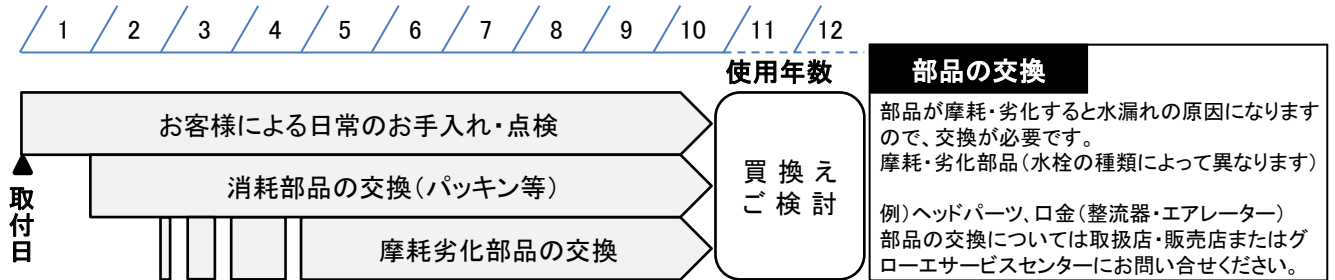 1 2 3 4 5 6 7 8 9 10 11 12
使用年数
お客様による日常のお手入れ・点検
取付日
消耗部品の交換（パッキン等）
摩耗劣化部品の交換
買換え
ご検討
部品の交換
部品が摩耗・劣化すると水漏れの原因になります
ので、交換が必要です。
摩耗・劣化部品（水栓の種類によって異なります）
例）ヘッドパーツ、口金（整流器・エアレーター）
部品の交換については取扱店・販売店またはグ
ローエサービスセンターにお問い合せください。